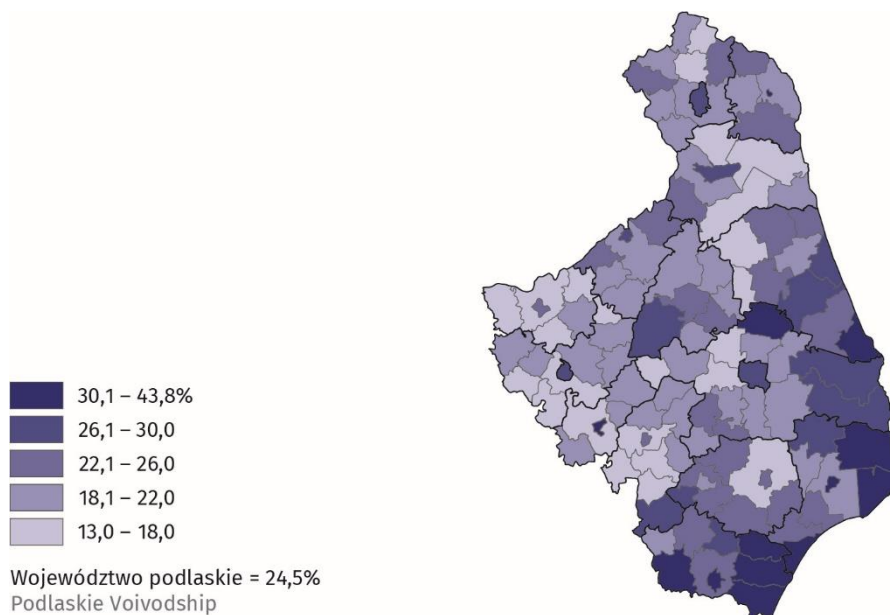 30,1 – 43,8%
26,1 – 30,0
22,1 – 26,0
18,1 – 22,0
13,0 – 18,0
Województwo podlaskie = 24,5%
Podlaskie Voivodship